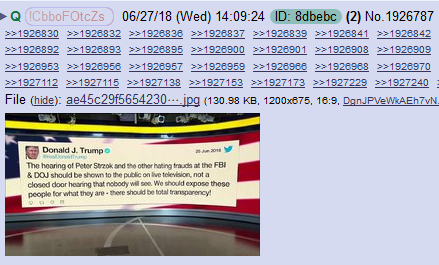 !CbboFOtcZs 06/27/18 (Wed) 14:09:24 ID: 8dbebc (2) No.1926787
>>1926830 >>1926832 >>1926836 >>1926837 >>1926839 >>1926841 >>1926842
>>1926892 >>1926893 >>1926895 >>1926900 >>1926901 >>1926908 >>1926909
>>1926953 >>1926956 >>1926957 >>1926959 >>1926968 >>1926969 >>1926970
>>1927112 >>1927138 >>1927153 >>1927173 >>1927229 >>1927240
File (hide): ae45c29f5654230⋯.jpg (130.98 KB, 1200x675, 16:9, DgnJPVeWkAEh7vN.
Donald J. Trump
@realDonaldTrump
25 Jun 2018
The hearing of Peter Strzok and the other hating frauds at the FBI
& DOJ should be shown to the public on live television, not a
closed door hearing that nobody will see. We should expose these
people for what they are - there should be total transparency!